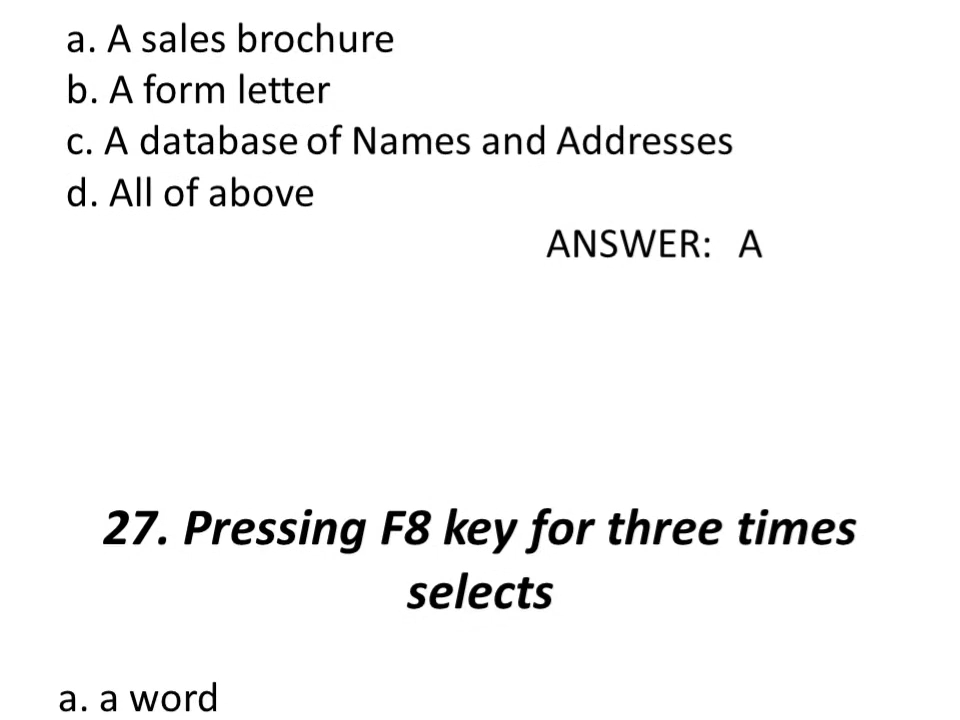 a. A sales brochure
b. A form letter
c. A database of Names and Addresses
d. All of above
ANSWER: A
27. Pressing F8 key for three times
selects
a. a word